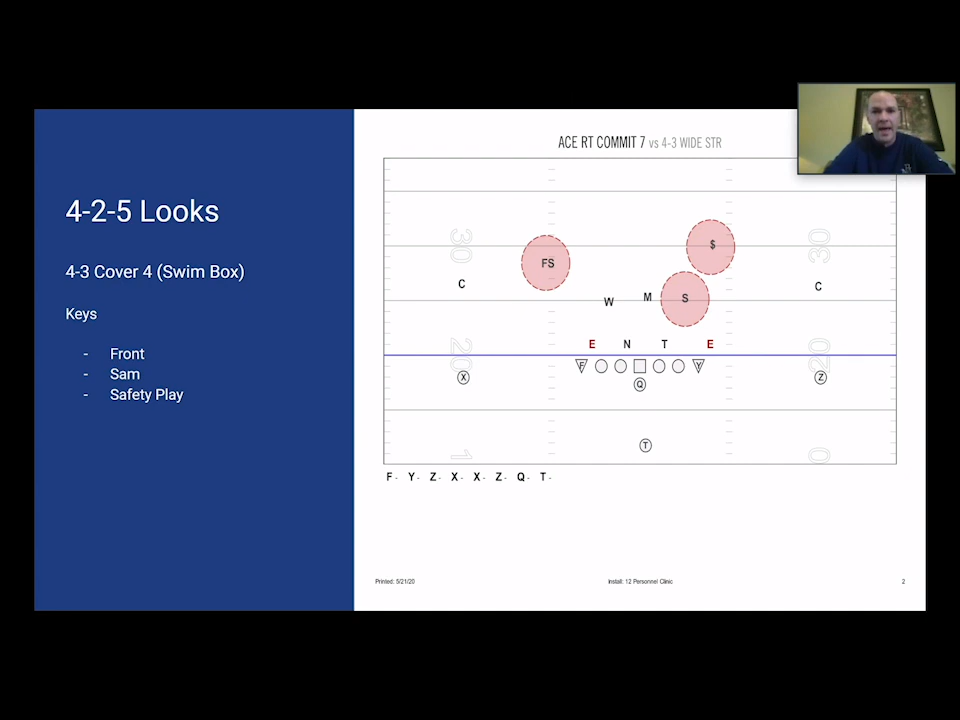 4-2-5 Looks
4-3 Cover 4 (Swim Box)
Keys
- Front
- Sam
- Safety Play
ACE RT COMMIT 7 vs 4-3 WIDE STR
30 30
$
FS
C C
W M S
E N T E
20 20
F Y
X Q Z
T
1 0
F - Y - Z - X - X - Z - Q - T -
Printed: 5/21/20 Install: 12 Personnel Clinic 2